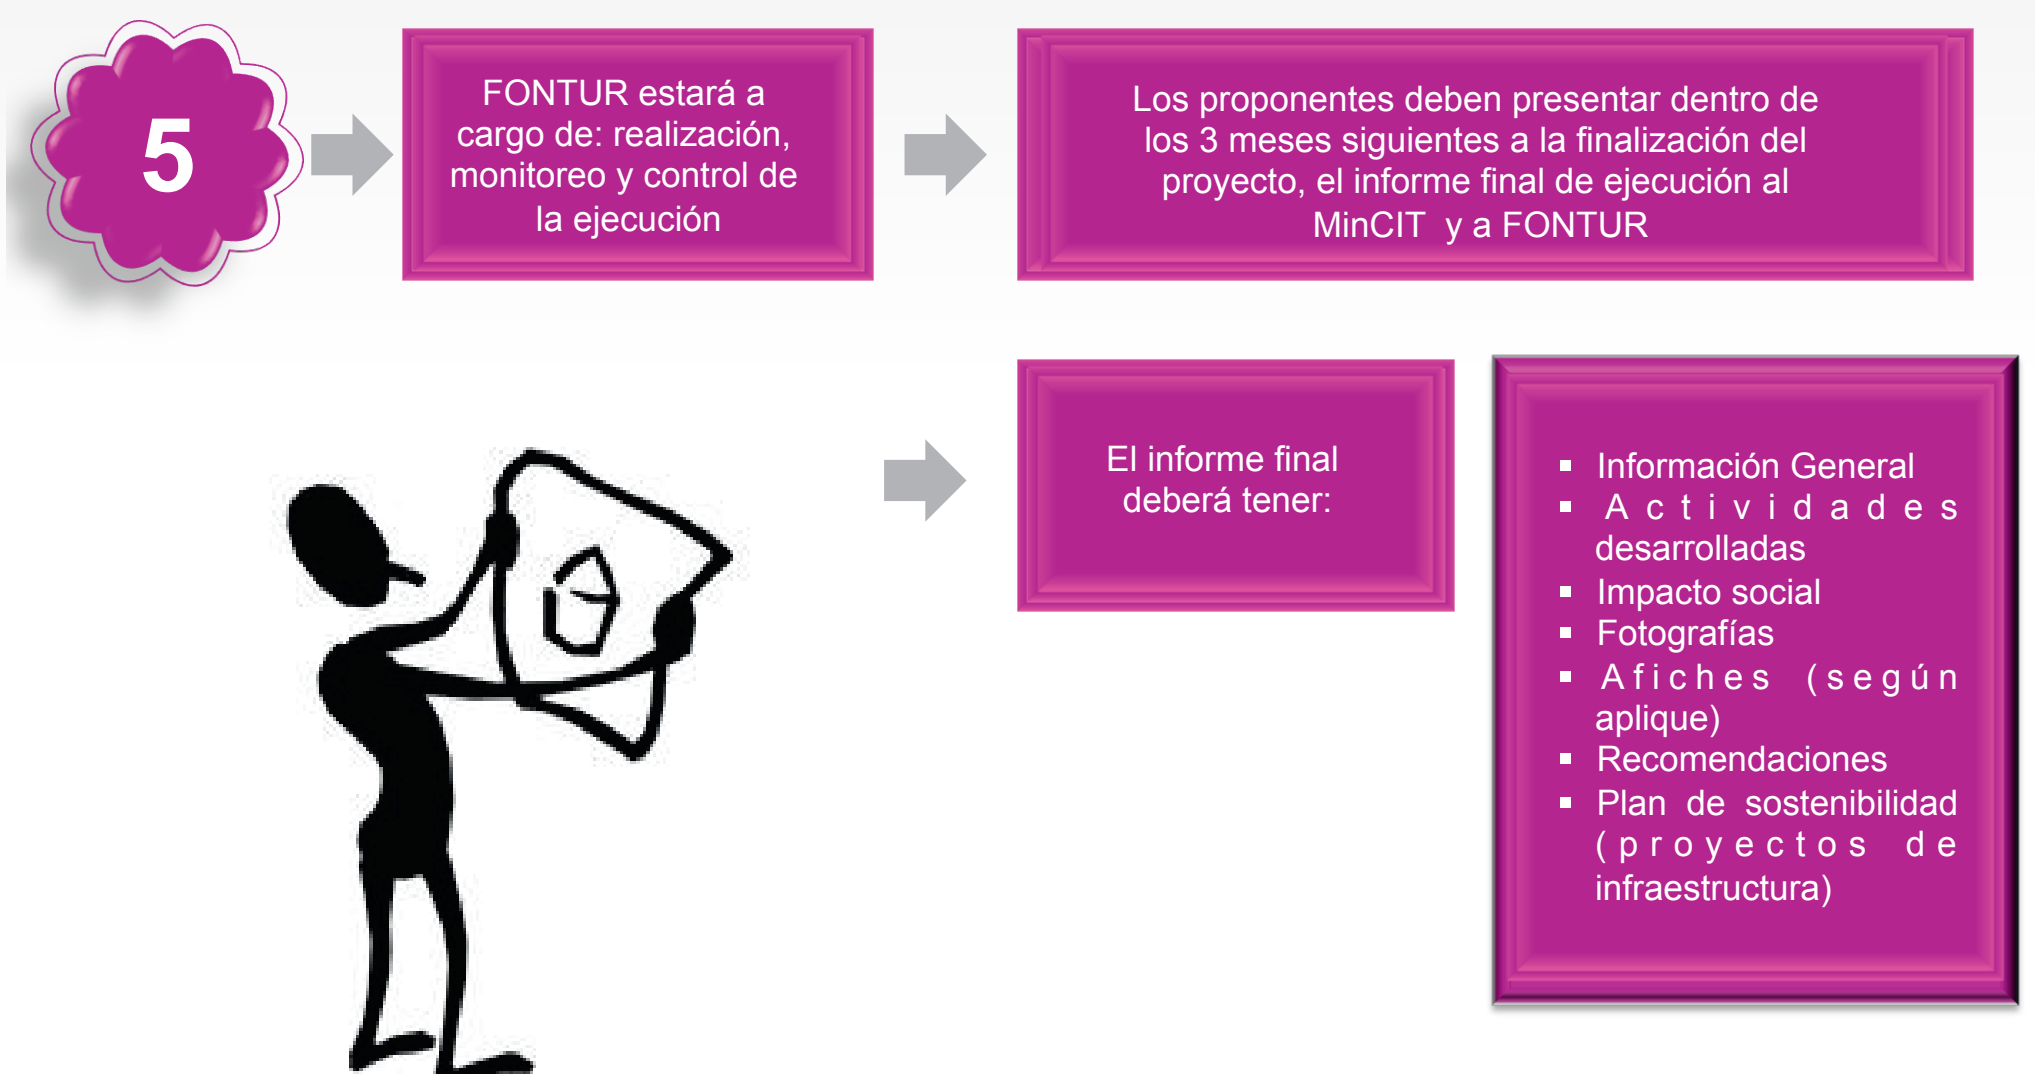 5
FONTUR estará a
cargo de: realización,
monitoreo y control de
la ejecución
Los proponentes deben presentar dentro de
los 3 meses siguientes a la finalización del
proyecto, el informe final de ejecución al
MinCIT  y a FONTUR
El informe final
deberá tener:
▪ Información General
▪ Actividades
desarrolladas
▪ Impacto social
▪ Fotografías
▪ Afiches (según
aplique)
▪ Recomendaciones
▪ Plan de sostenibilidad
(proyectos de
infraestructura)